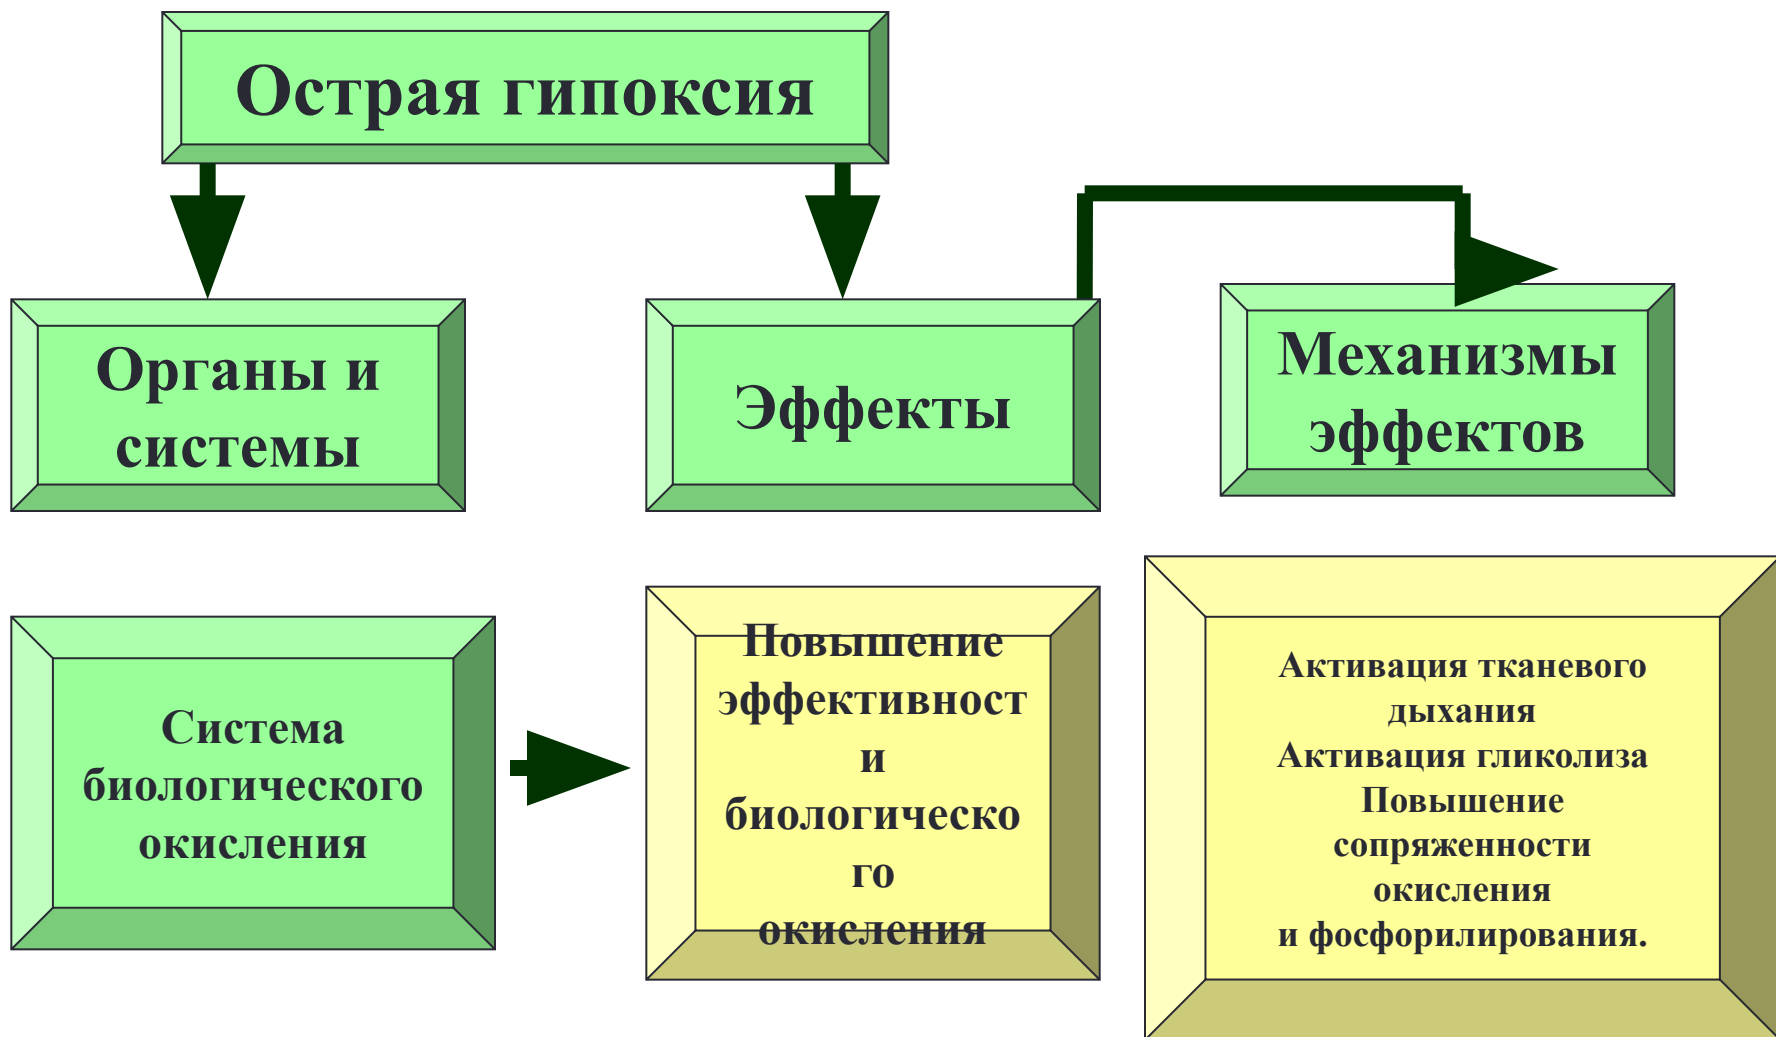 Острая гипоксия
Органы и
системы
Эффекты
Механизмы
эффектов
Система
биологического
окисления
Повышение
эффективност
и
биологическо
го
окисления
Активация тканевого
дыхания
Активация гликолиза
Повышение
сопряженности
окисления
и фосфорилирования.